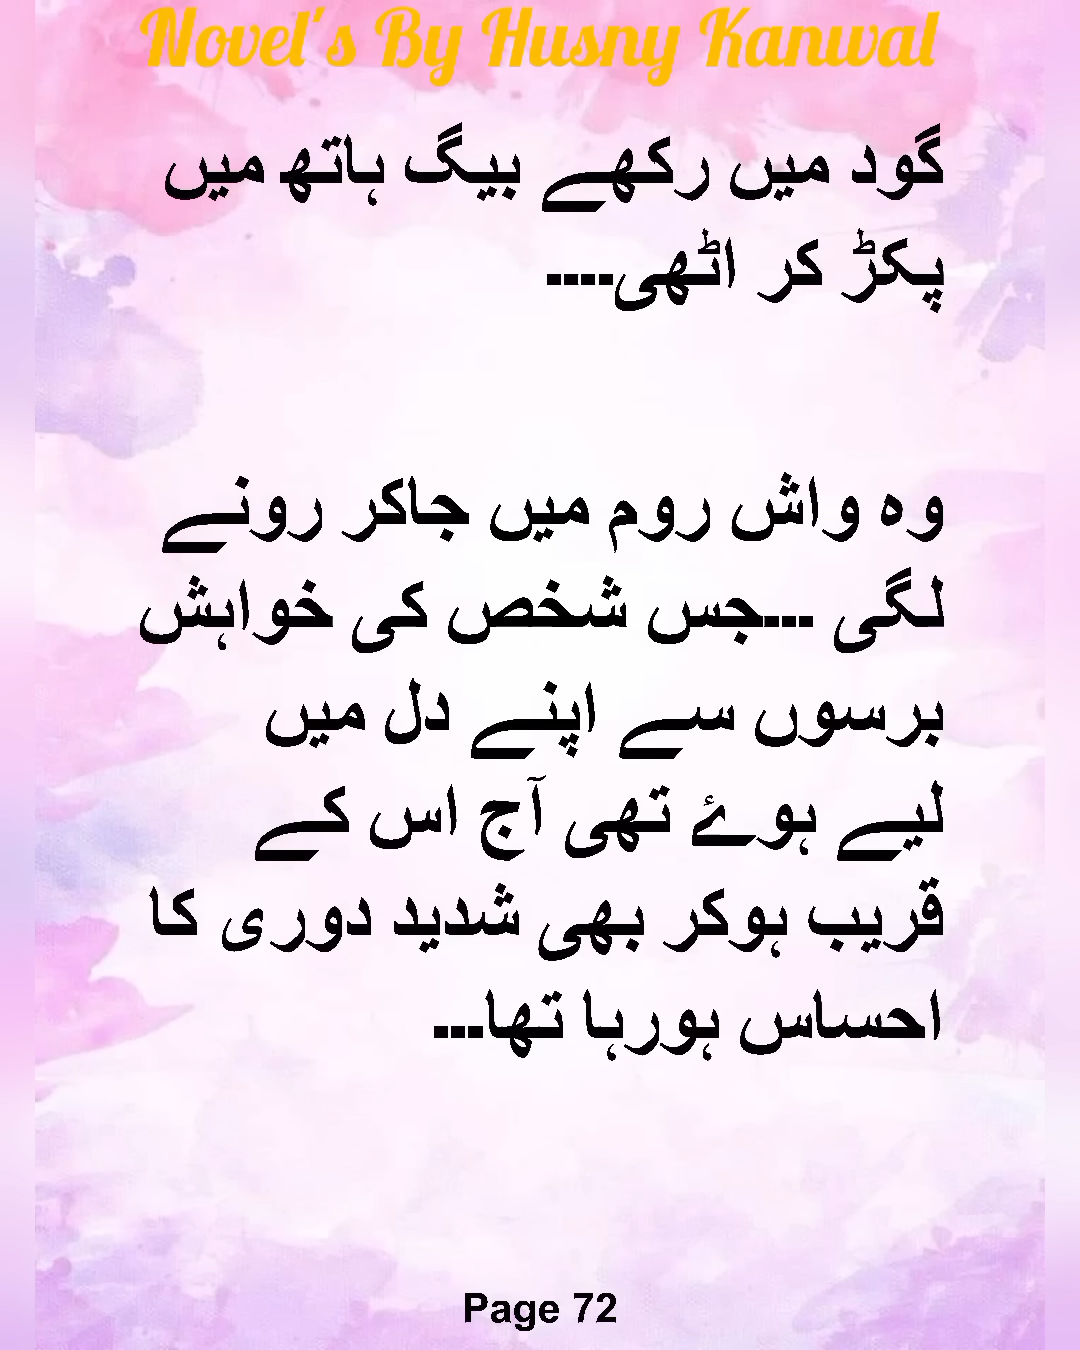 Novel's By Husny Kanwal
گود میں رکھے بیگ ہاتھ میں
پکڑ کر اٹھی....
وہ واش روم میں جاکر رونے
لگی ...جس شخص کی خواہش
برسوں سے اپنے دل میں
لیے ہوۓ تھی آج اس کے
قریب ہوکر بھی شدید دوری کا
احساس ہورہا تھا...
Page 72